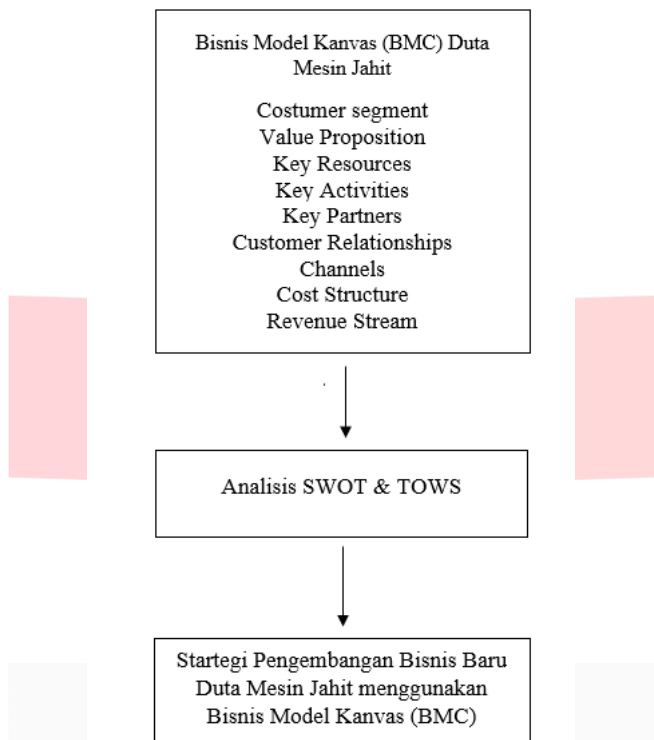 Bisnis Model Kanvas (BMC) Duta
Mesin Jahit
Costumer segment
Value Proposition
Key Resources
Key Activities
Key Partners
Customer Relationships
Channels
Cost Structure
Revenue Stream
Analisis SWOT & TOWS
Startegi Pengembangan Bisnis Baru
Duta Mesin Jahit menggunakan
Bisnis Model Kanvas (BMC)